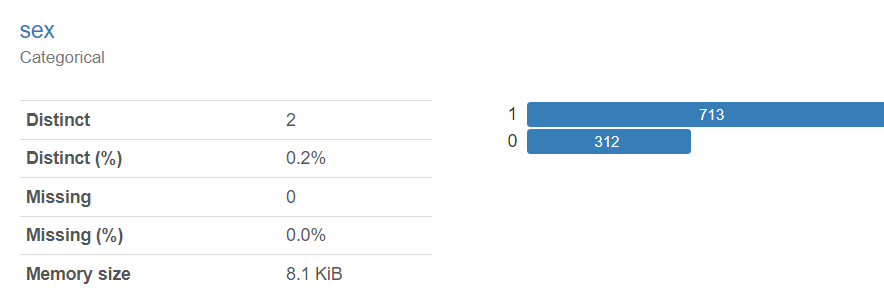 sex
Categorical
Distinct 2
Distinct (%) 0.2%
Missing 0
Missing (%) 0.0%
Memory size 8.1 KiB
1 713
0 312